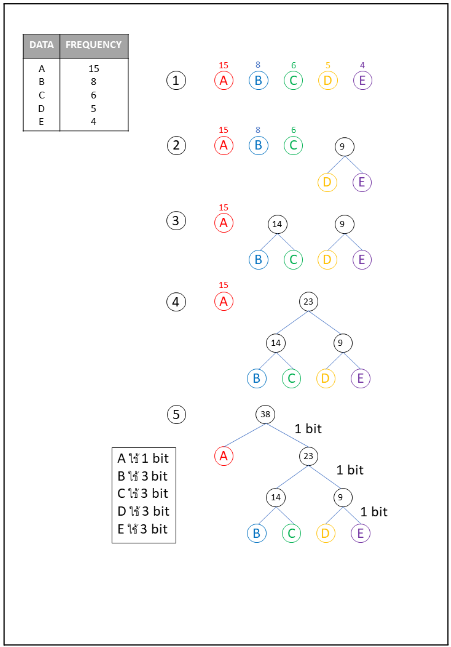 DATA FREQUENCY
A 15
B 8
C 6
D 5
E 4
15 8 6 5 4
1 A B C D E
15 8 6
2 A B C 9
D E
15
3 A 14 9
B C D E
15
4 A 23
14 9
B C D E
5 38
1 bit
A 23
1 bit
14 9
1 bit
B C D E
A ใช้ 1 bit
B ใช้ 3 bit
C ใช้ 3 bit
D ใช้ 3 bit
E ใช้ 3 bit